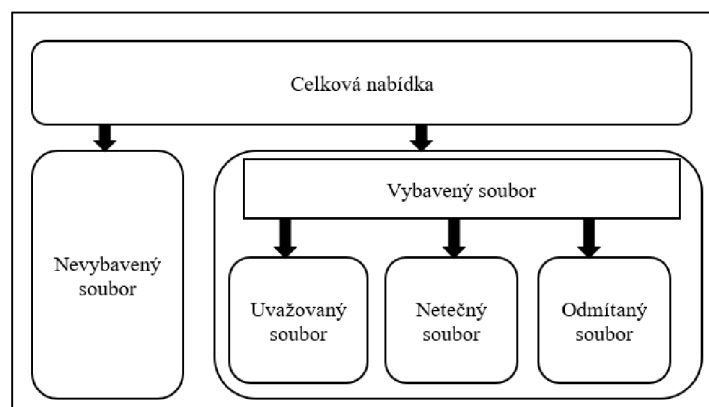 Celková nabídka
Vybavený soubor
Nevybavený
soubor
Uvažovaný
soubor
Netečný
soubor
Odmítaný
soubor